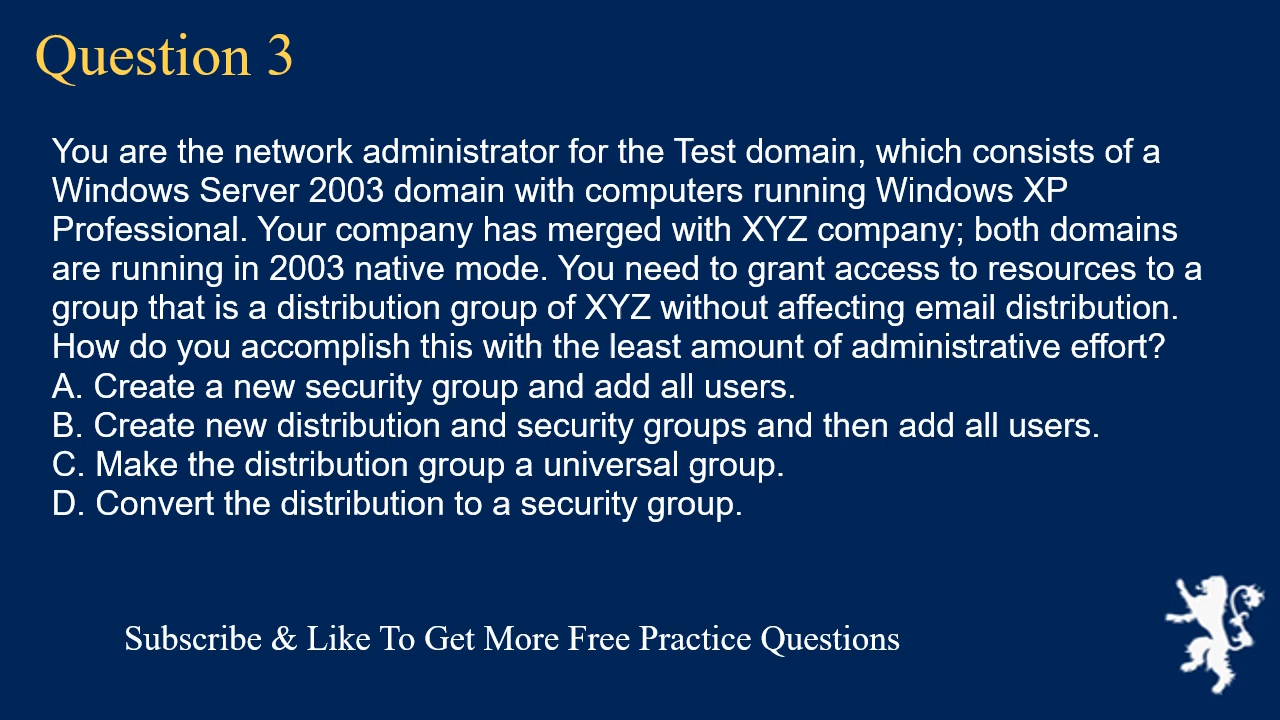 Question 3
You are the network administrator for the Test domain, which consists of a
Windows Server 2003 domain with computers running Windows XP
Professional. Your company has merged with XYZ company; both domains
are running in 2003 native mode. You need to grant access to resources to a
group that is a distribution group of XYZ without affecting email distribution.
How do you accomplish this with the least amount of administrative effort?
A. Create a new security group and add all users.
B. Create new distribution and security groups and then add all users.
C. Make the distribution group a universal group.
D. Convert the distribution to a security group.
Subscribe & Like To Get More Free Practice Questions